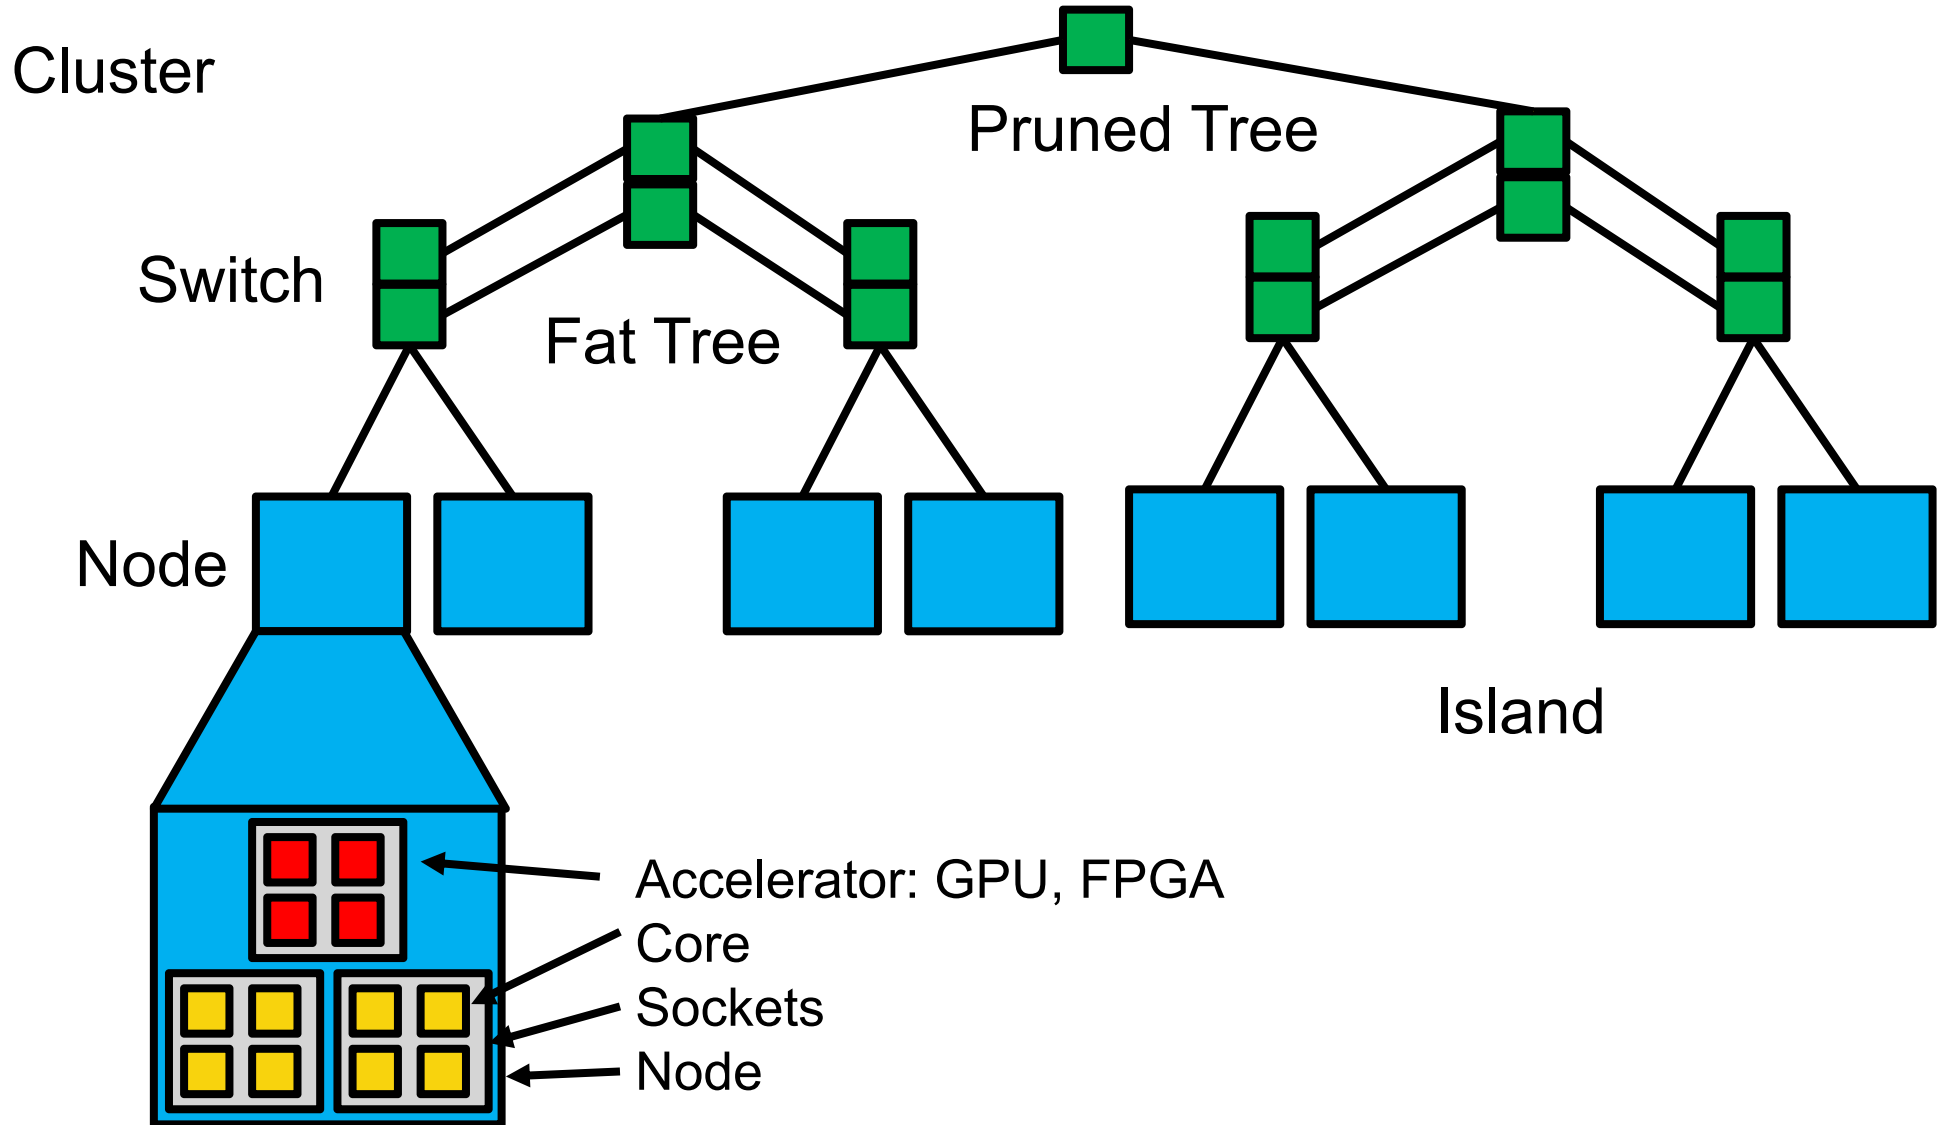 Cluster
Pruned Tree
Switch
Fat Tree
Node
Island
Accelerator: GPU, FPGA
Core
Sockets
Node